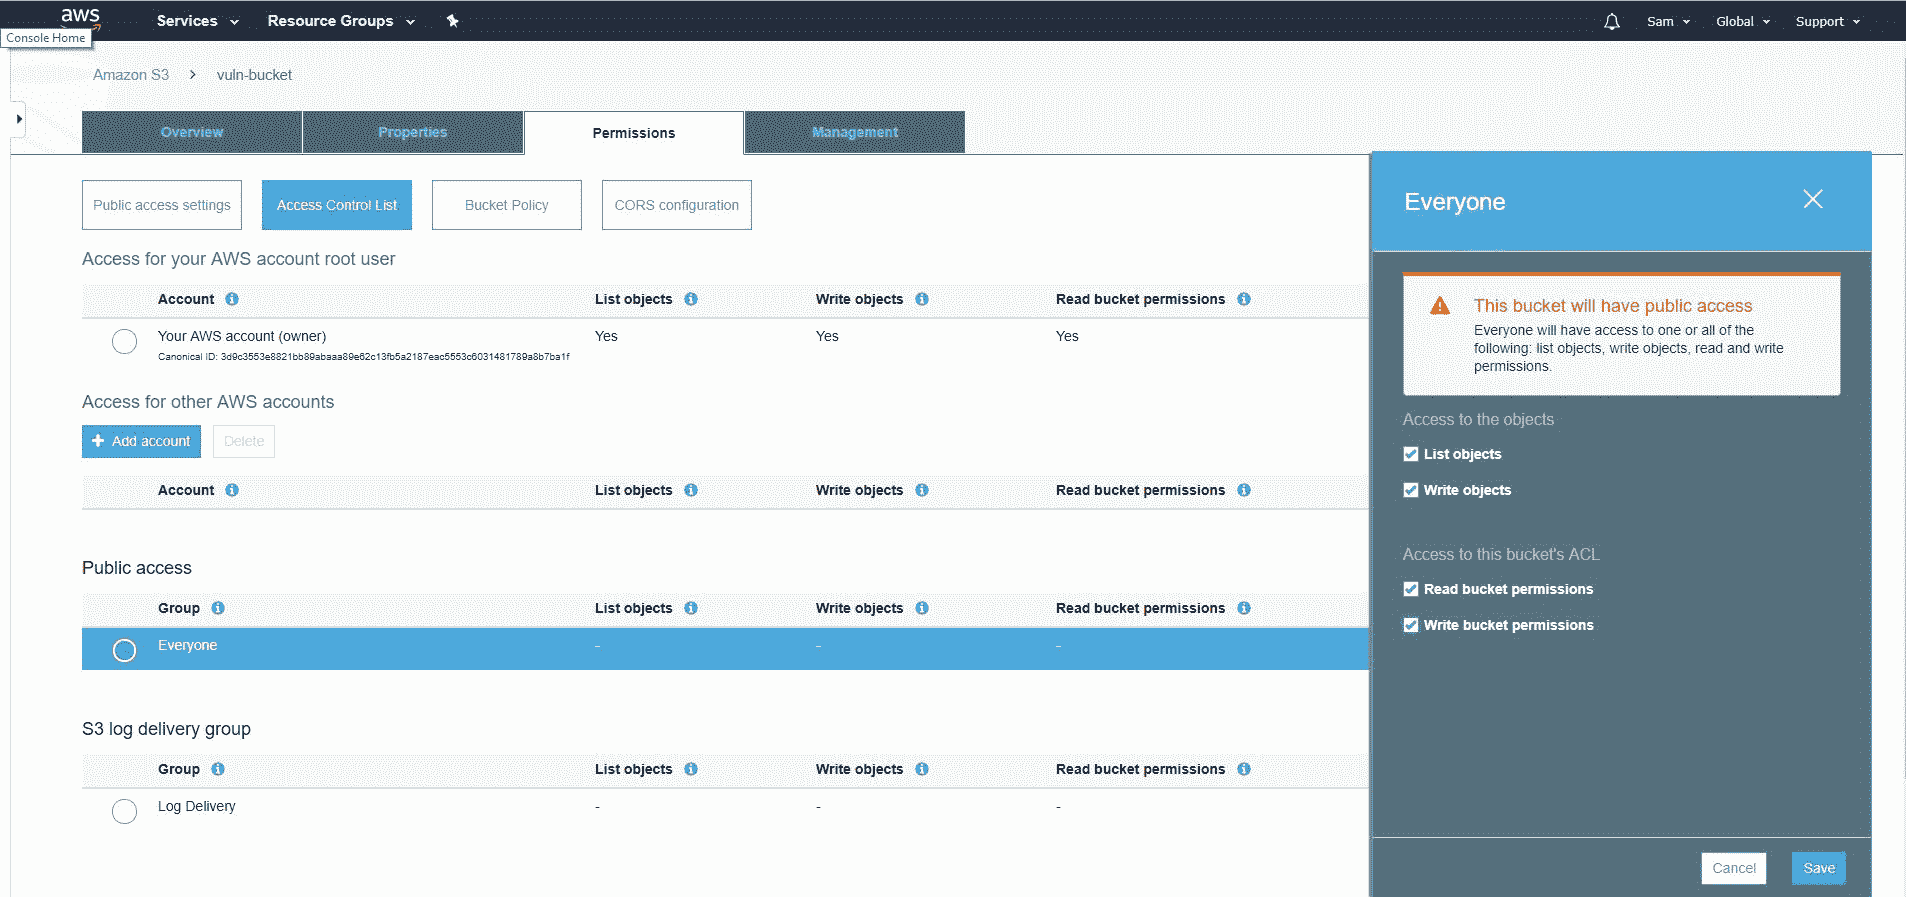 aws Services Resource Groups Sam Global Support
Console Home
Amazon S3 > vuln-bucket
Overview Properties Permissions Management
Public access settings Access Control List Bucket Policy CORS configuration
Access for your AWS account root user
Account List objects Write objects Read bucket permissions
Your AWS account (owner) Yes Yes Yes
Canonical ID: 3d9c3553e8821bb89abaaa89e62c13fb5a2187eac5553c6031481789a8b7ba1f
Access for other AWS accounts
+ Add account Delete
Account List objects Write objects Read bucket permissions
Public access
Group List objects Write objects Read bucket permissions
Everyone - - -
S3 log delivery group
Group List objects Write objects Read bucket permissions
Log Delivery - - -
Everyone
This bucket will have public access
Everyone will have access to one or all of the
following: list objects, write objects, read and write
permissions.
Access to the objects
List objects
Write objects
Access to this bucket's ACL
Read bucket permissions
Write bucket permissions
Cancel Save